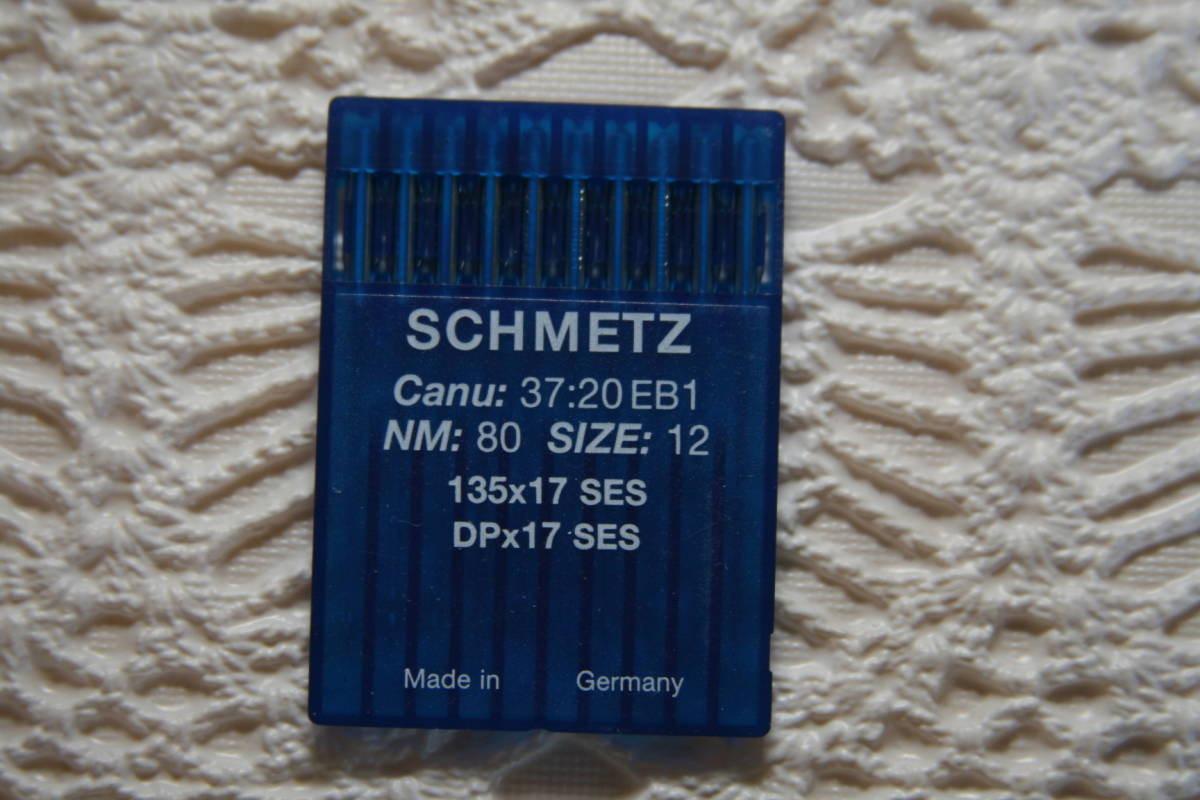 SCHMETZ
Canu: 37:20 EB1
NM: 80 SIZE: 12
135x17 SES
DPx17 SES
Made in Germany